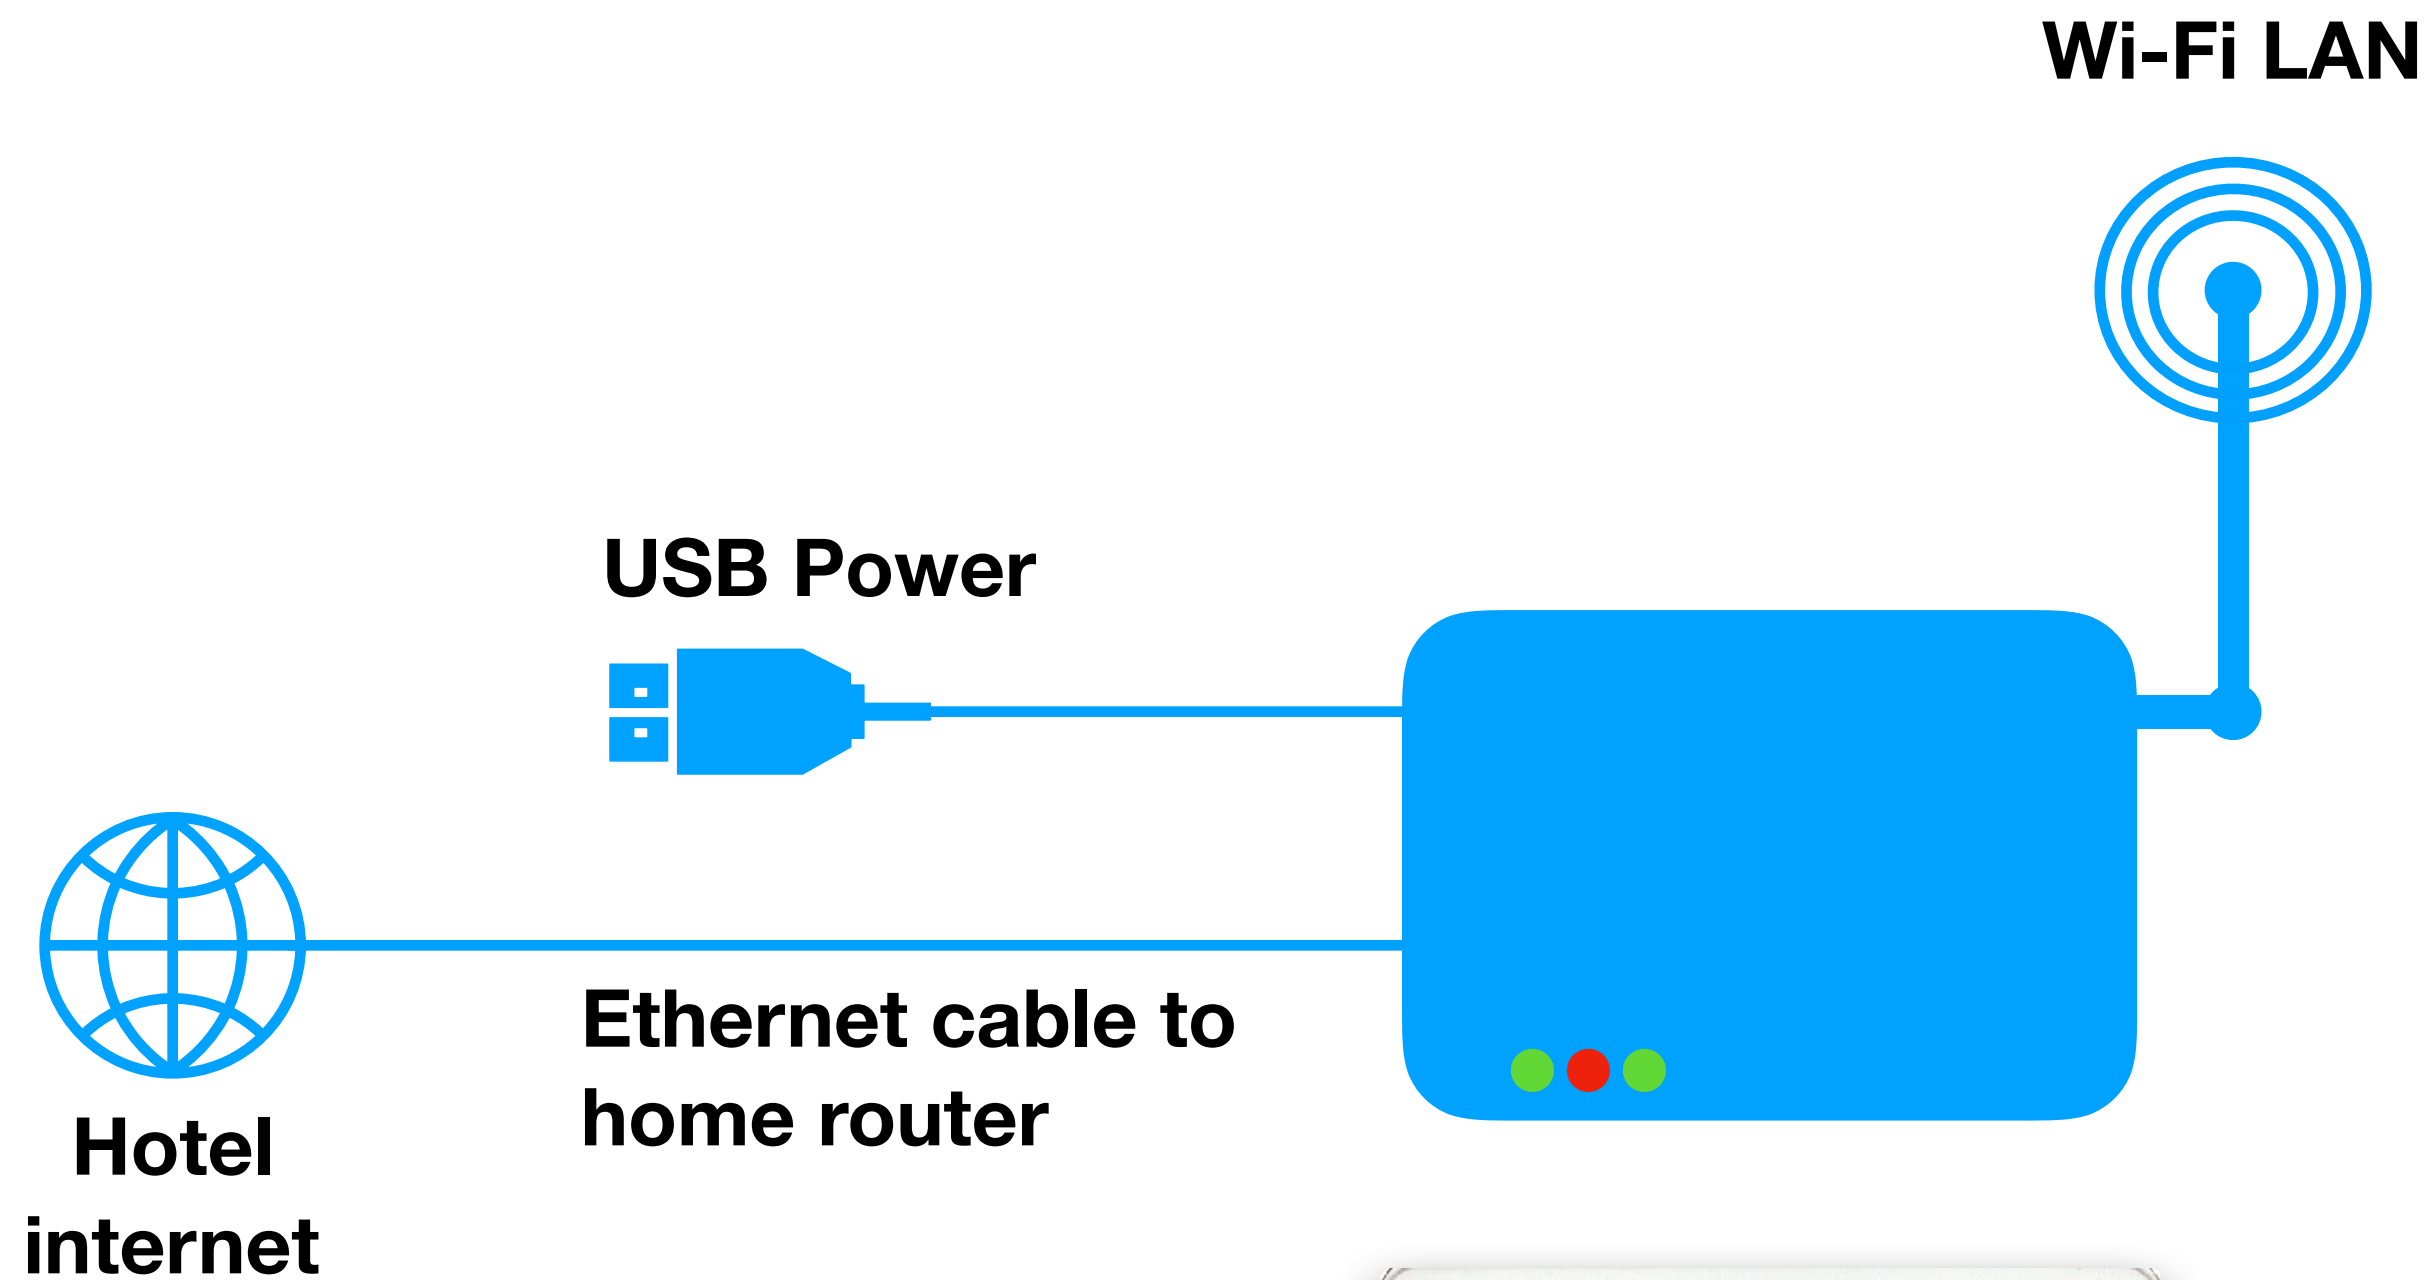 Wi-Fi LAN
USB Power
Ethernet cable to
home router
Hotel
internet